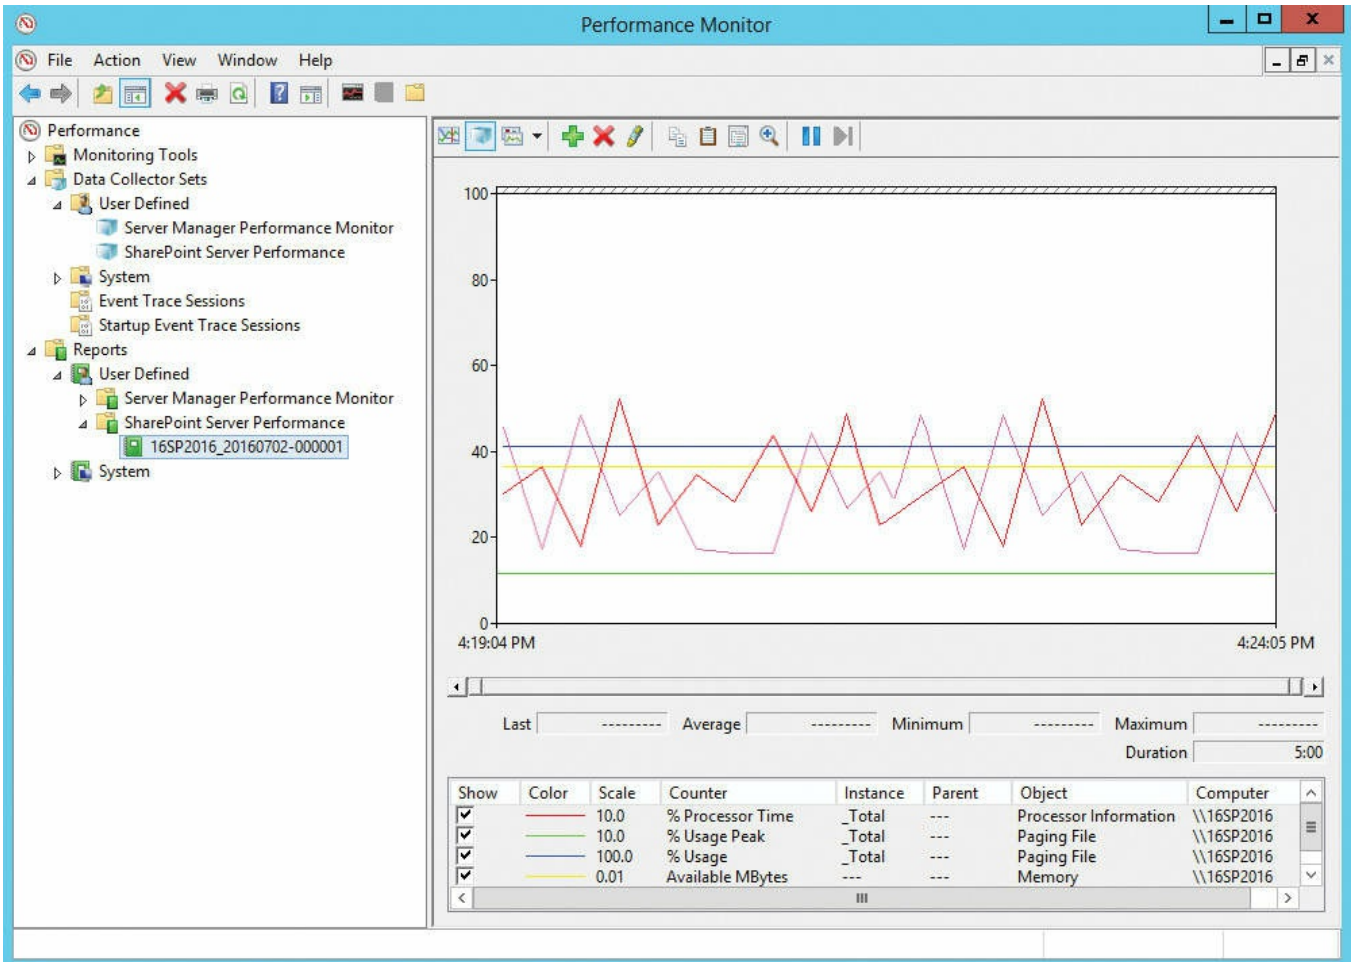 Performance Monitor
File Action View Window Help
Performance
Monitoring Tools
Data Collector Sets
User Defined
Server Manager Performance Monitor
SharePoint Server Performance
System
Event Trace Sessions
Startup Event Trace Sessions
Reports
User Defined
Server Manager Performance Monitor
SharePoint Server Performance
16SP2016_20160702-000001
System
100
80
60
40
20
0
4:19:04 PM 4:24:05 PM
Last --------- Average --------- Minimum --------- Maximum ---------
Duration 5:00
Show Color Scale Counter Instance Parent Object Computer
10.0 % Processor Time _Total --- Processor Information \\16SP2016
10.0 % Usage Peak _Total --- Paging File \\16SP2016
100.0 % Usage _Total --- Paging File \\16SP2016
0.01 Available MBytes --- --- Memory \\16SP2016